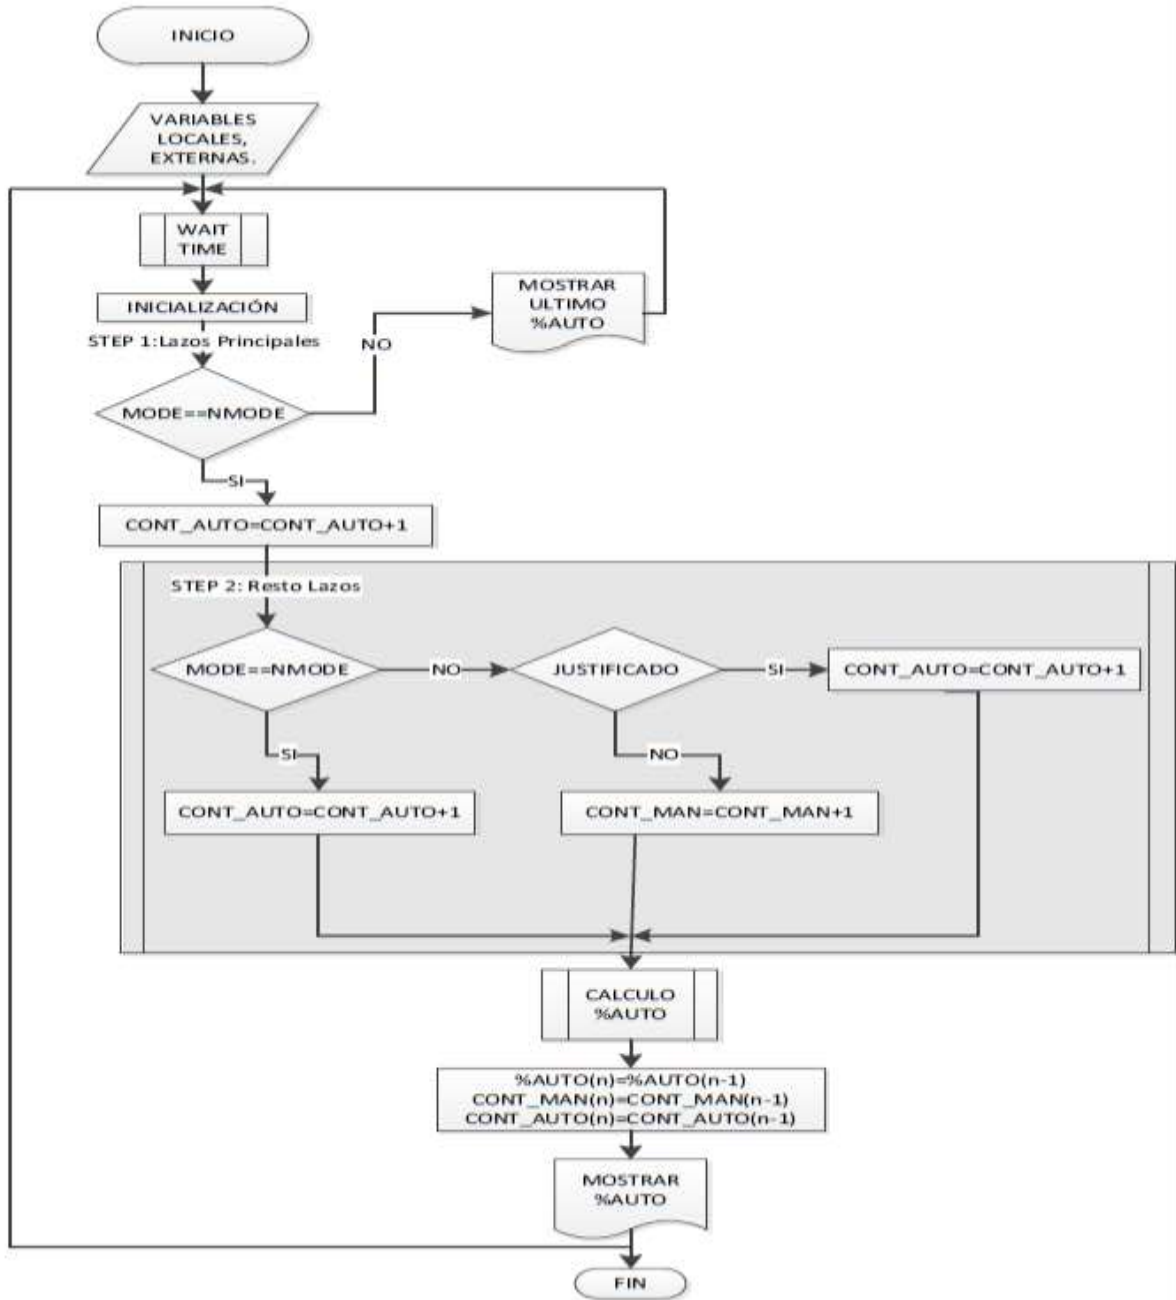 INICIO
VARIABLES
LOCALES,
EXTERNAS.
WAIT
TIME
INICIALIZACIÓN
MOSTRAR
ULTIMO
%AUTO
STEP 1:Lazos Principales
NO
MODE==NMODE
SI
CONT_AUTO=CONT_AUTO+1
STEP 2: Resto Lazos
MODE==NMODE
NO
JUSTIFICADO
SI
CONT_AUTO=CONT_AUTO+1
SI
NO
CONT_AUTO=CONT_AUTO+1
CONT_MAN=CONT_MAN+1
CALCULO
%AUTO
%AUTO(n)=%AUTO(n-1)
CONT_MAN(n)=CONT_MAN(n-1)
CONT_AUTO(n)=CONT_AUTO(n-1)
MOSTRAR
%AUTO
FIN